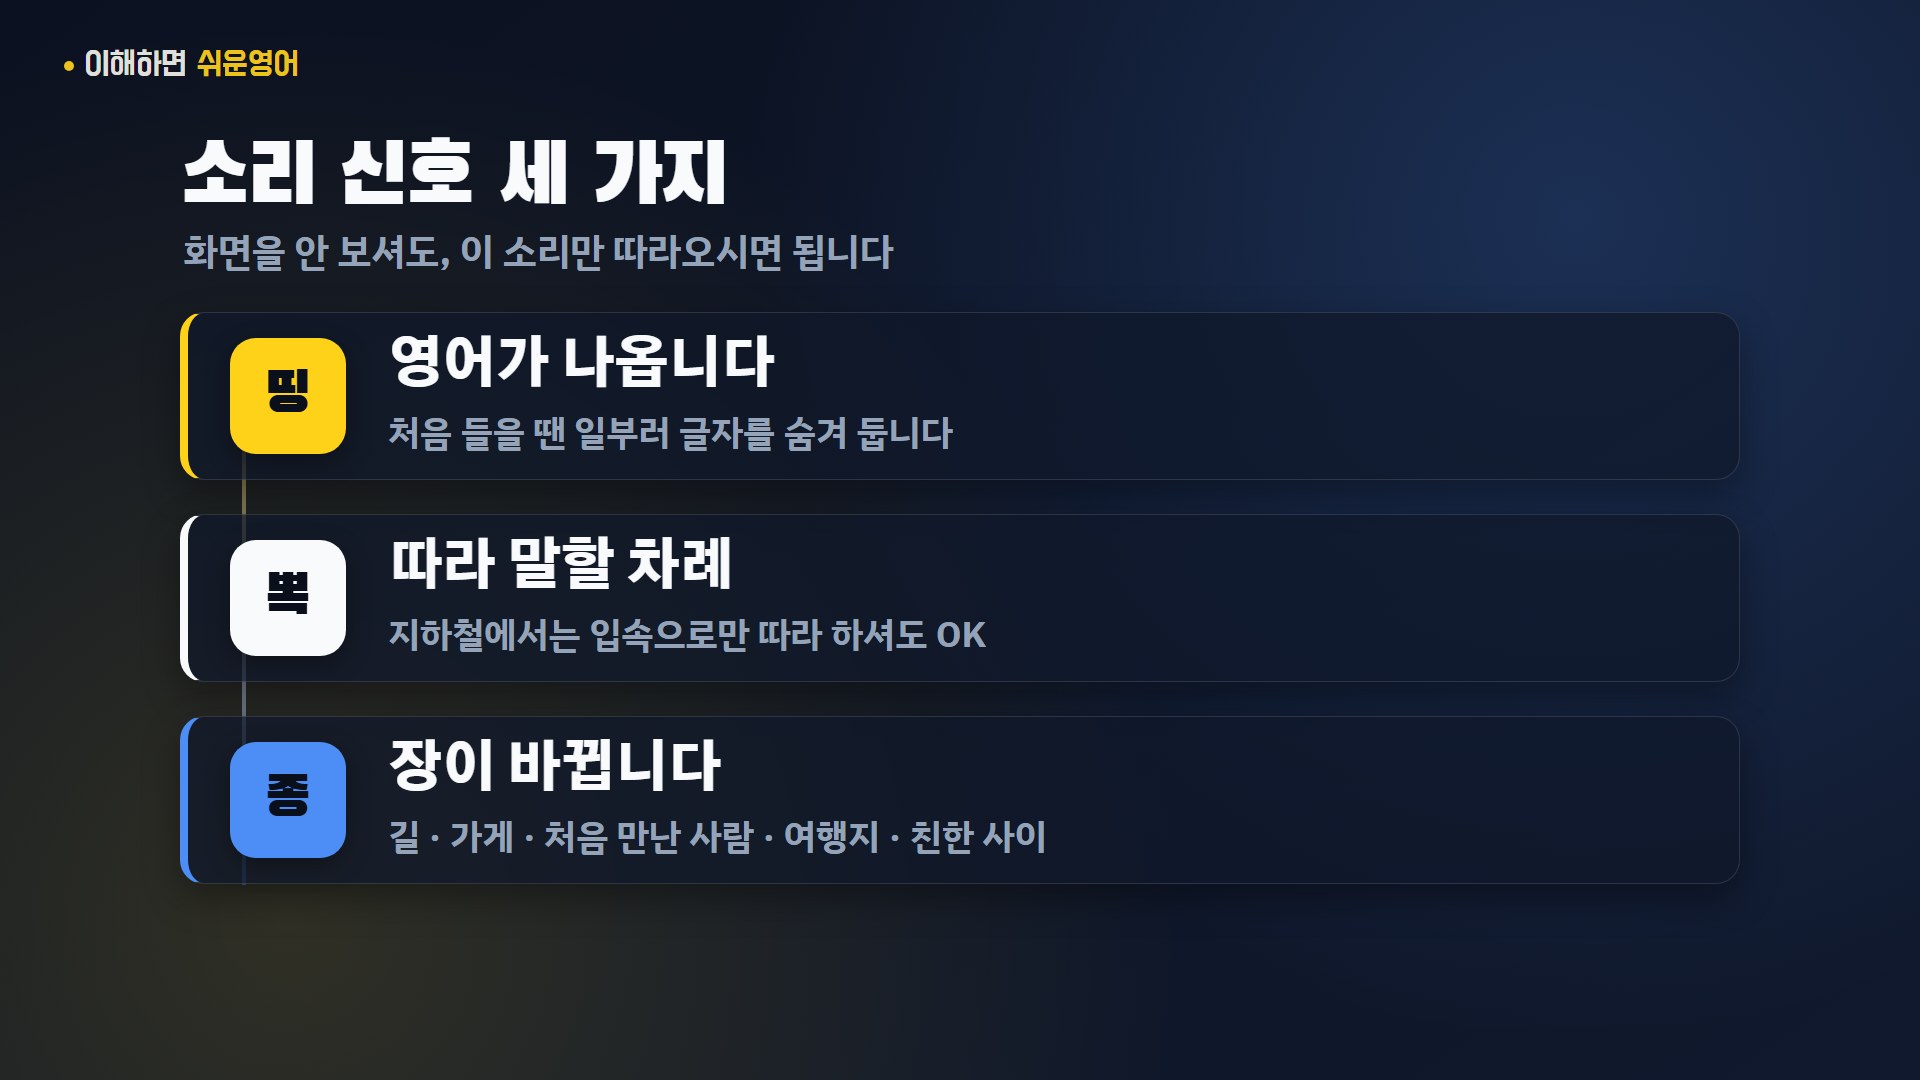 이해하면 쉬운영어
소리 신호 세 가지
화면을 안 보셔도, 이 소리만 따라오시면 됩니다
띵
영어가 나옵니다
처음 들을 땐 일부러 글자를 숨겨 둡니다
뽁
따라 말할 차례
지하철에서는 입속으로만 따라 하셔도 OK
종
장이 바뀝니다
길 · 가게 · 처음 만난 사람 · 여행지 · 친한 사이